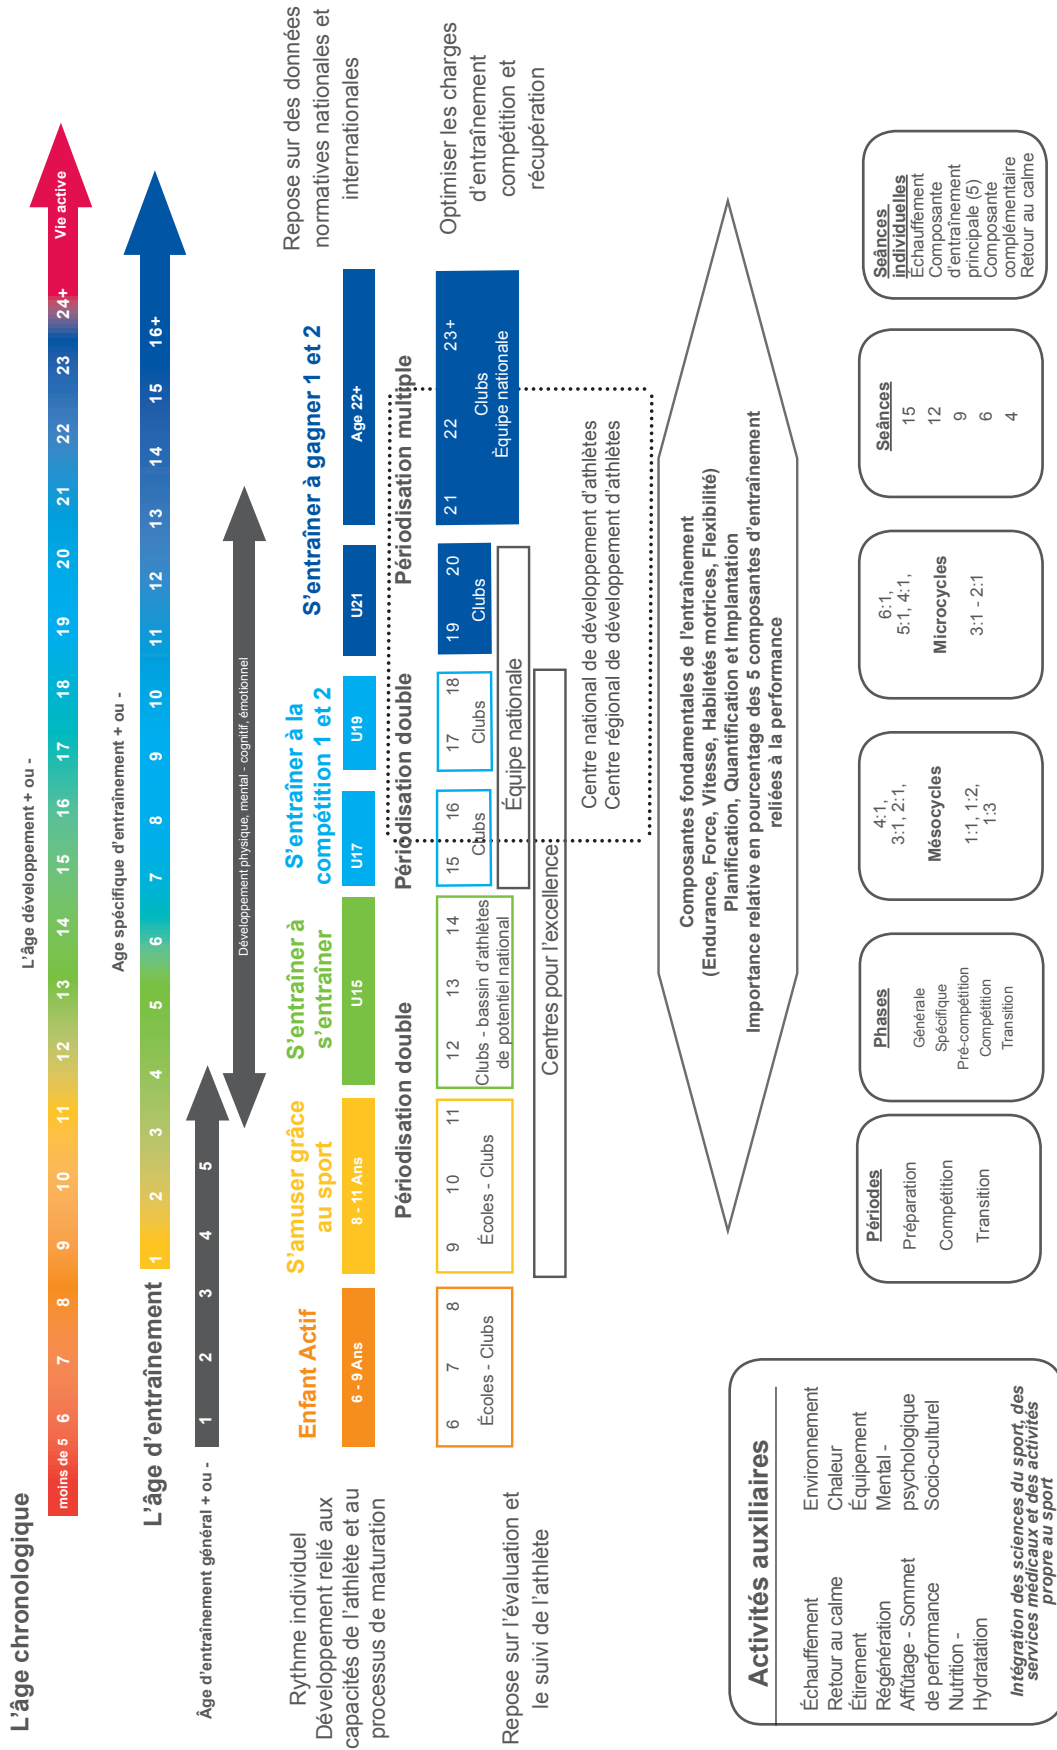 L'âge chronologique
L'âge développement + ou -
moins de 5 6 7 8 9 10 11 12 13 14 15 16 17 18 19 20 21 22 23 24+ Vie active
L'âge d'entraînement
Age spécifique d'entraînement + ou -
1 2 3 4 5 6 7 8 9 10 11 12 13 14 15 16+
Âge d'entraînement général + ou -
1 2 3 4 5
Développement physique, mental - cognitif, émotionnel
Rythme individuel
Développement relié aux
capacités de l'athlète et au
processus de maturation
Enfant Actif
6 - 9 Ans
S'amuser grâce
au sport
8 - 11 Ans
S'entraîner à
s'entraîner
U15
S'entraîner à la
compétition 1 et 2
U17
U19
S'entraîner à gagner 1 et 2
U21
Age 22+
Repose sur des données
normatives nationales et
internationales
Périodisation double
Périodisation double
Périodisation multiple
Repose sur l'évaluation et
le suivi de l'athlète
6 7 8
Écoles - Clubs
9 10 11
Écoles - Clubs
12 13 14
Clubs - bassin d'athlètes
de potentiel national
15 16
Clubs
17 18
Clubs
19 20
Clubs
21 22 23+
Clubs
Équipe nationale
Optimiser les charges
d'entraînement
compétition et
récupération
Équipe nationale
Centres pour l'excellence
Centre national de développement d'athlètes
Centre régional de développement d'athlètes
Composantes fondamentales de l'entraînement
(Endurance, Force, Vitesse, Habiletés motrices, Flexibilité)
Planification, Quantification et Implantation
Importance relative en pourcentage des 5 composantes d'entraînement
reliées à la performance
Activités auxiliaires
Échauffement
Retour au calme
Étirement
Régénération
Affûtage - Sommet
de performance
Nutrition -
Hydratation
Environnement
Chaleur
Équipement
Mental -
psychologique
Socio-culturel
Intégration des sciences du sport, des
services médicaux et des activités
propre au sport
Périodes
Préparation
Compétition
Transition
Phases
Générale
Spécifique
Pré-compétition
Compétition
Transition
4:1,
3:1, 2:1,
Mésocycles
1:1, 1:2,
1:3
6:1,
5:1, 4:1,
Microcycles
3:1 - 2:1
Seânces
15
12
9
6
4
Seânces
individuelles
Échauffement
Composante
d'entraînement
principale (5)
Composante
complémentaire
Retour au calme